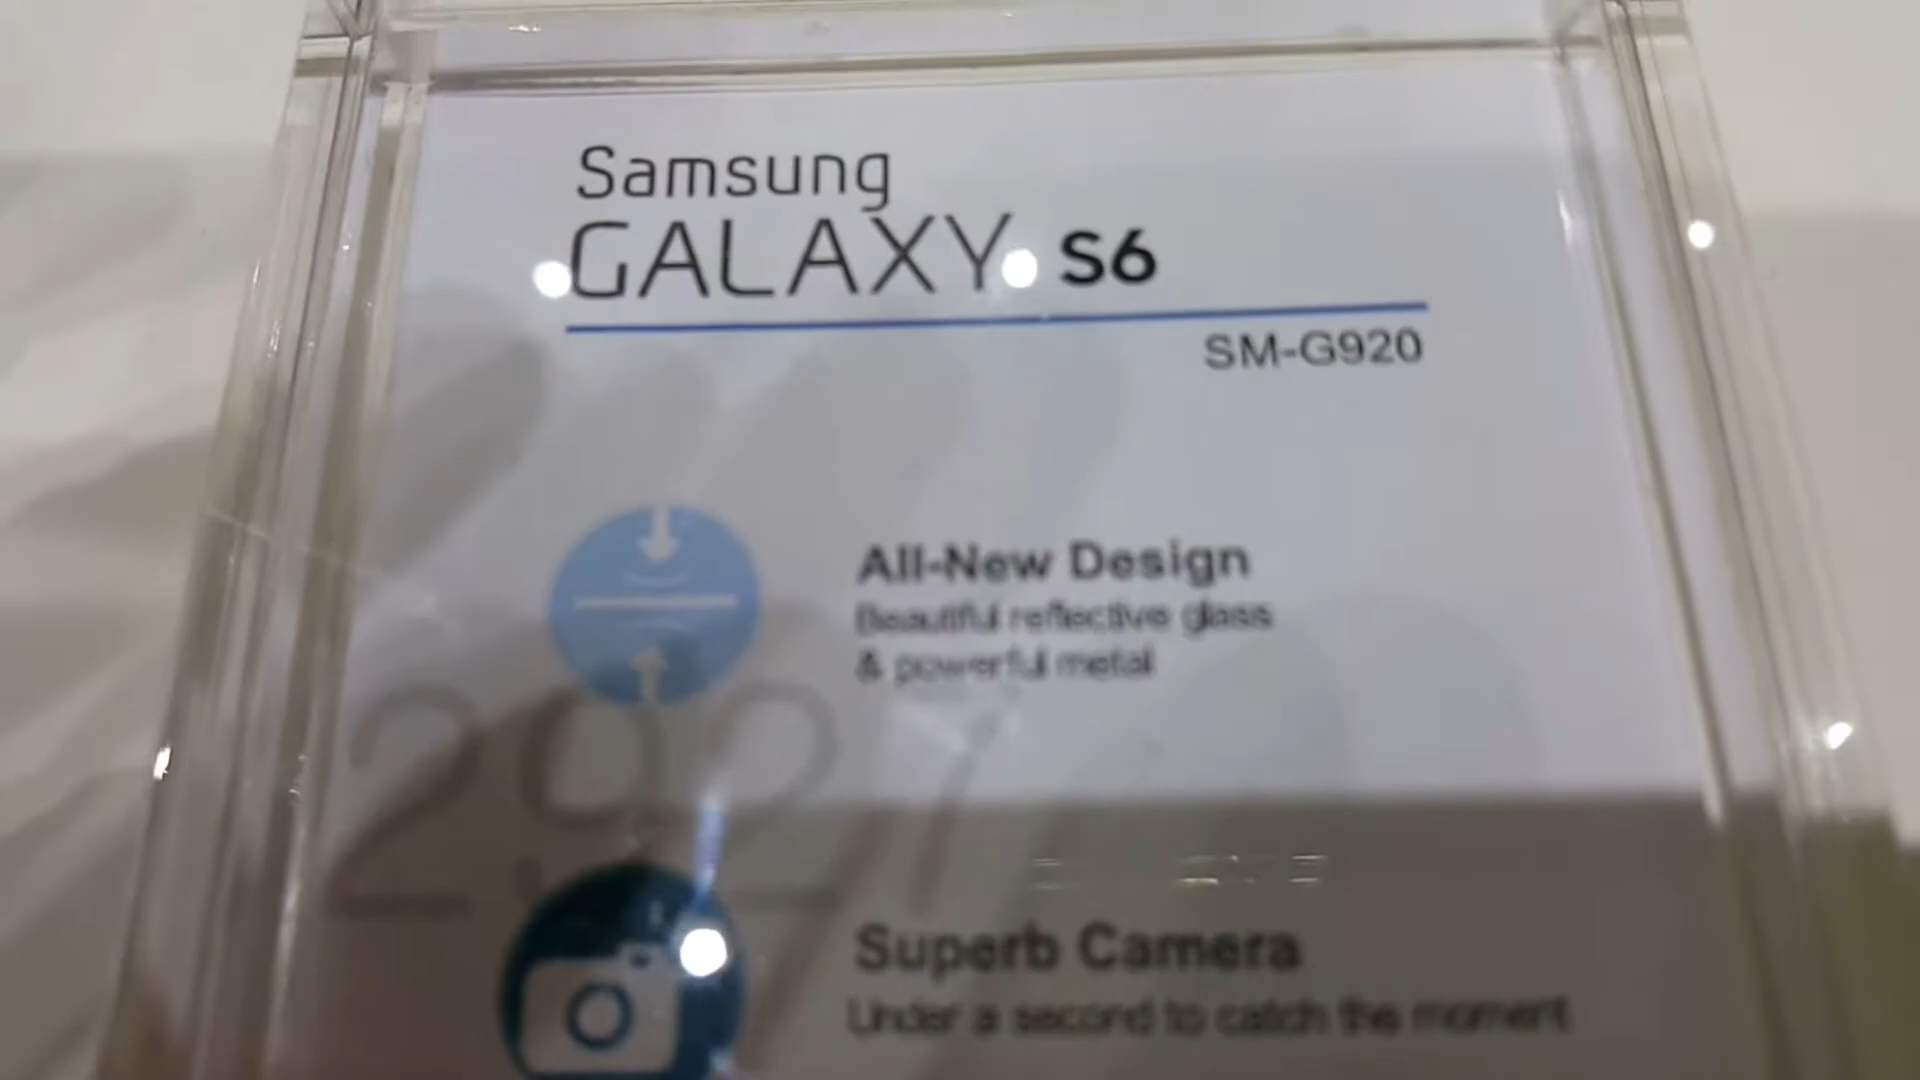 Samsung
GALAXY S6
SM-G920
All-New Design
Beautiful reflective glass
& powerful metal
Superb Camera
Under a second to catch the moment